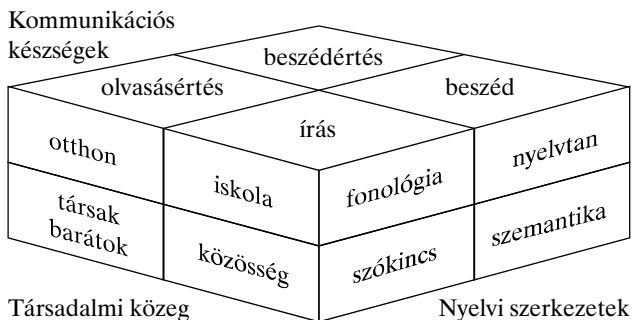 Kommunikációs
készségek
beszédértés
olvasásértés
beszéd
írás
otthon
iskola
fonológia
nyelvtan
társak
barátok
közösség
szókincs
szemantika
Társadalmi közeg
Nyelvi szerkezetek